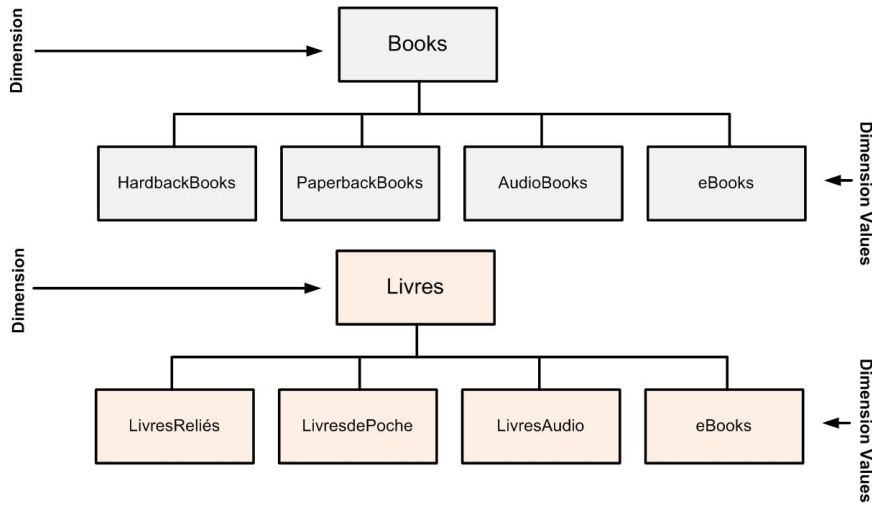 Dimension
Books
HardbackBooks
PaperbackBooks
AudioBooks
eBooks
Dimension Values
Dimension
Livres
LivresReliés
LivresdePoche
LivresAudio
eBooks
Dimension Values